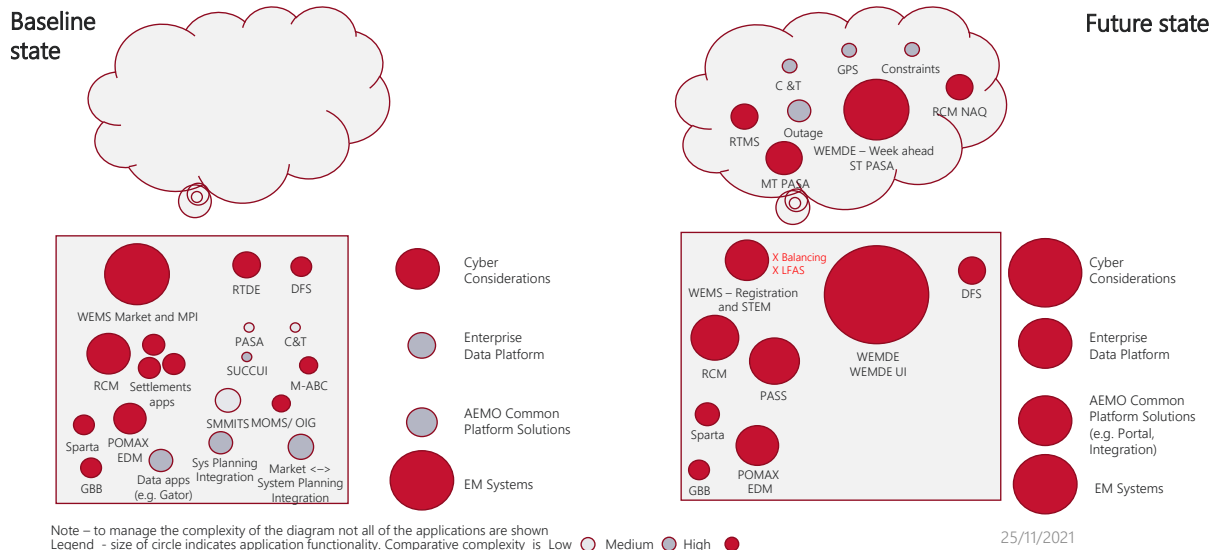 Baseline
state
Future state
GPS
Constraints
C &T
RCM NAQ
Outage
RTMS
WEMDE – Week ahead
ST PASA
MT PASA
WEMS Market and MPI
RTDE
DFS
PASA
C&T
SUCCUI
RCM
Settlements
apps
M-ABC
SMMITS
MOMS/ OIG
Sparta
POMAX
EDM
GBB
Data apps
(e.g. Gator)
Sys Planning
Integration
Market <–>
System Planning
Integration
Cyber
Considerations
Enterprise
Data Platform
AEMO Common
Platform Solutions
EM Systems
X Balancing
X LFAS
WEMS – Registration
and STEM
DFS
WEMDE
WEMDE UI
RCM
PASS
Sparta
POMAX
EDM
GBB
Cyber
Considerations
Enterprise
Data Platform
AEMO Common
Platform Solutions
(e.g. Portal,
Integration)
EM Systems
Note – to manage the complexity of the diagram not all of the applications are shown
Legend - size of circle indicates application functionality. Comparative complexity is Low Medium High
25/11/2021